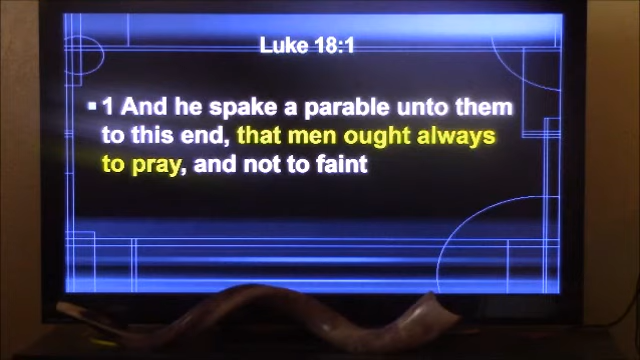 Luke 18:1
▪ 1 And he spake a parable unto them
to this end, that men ought always
to pray, and not to faint